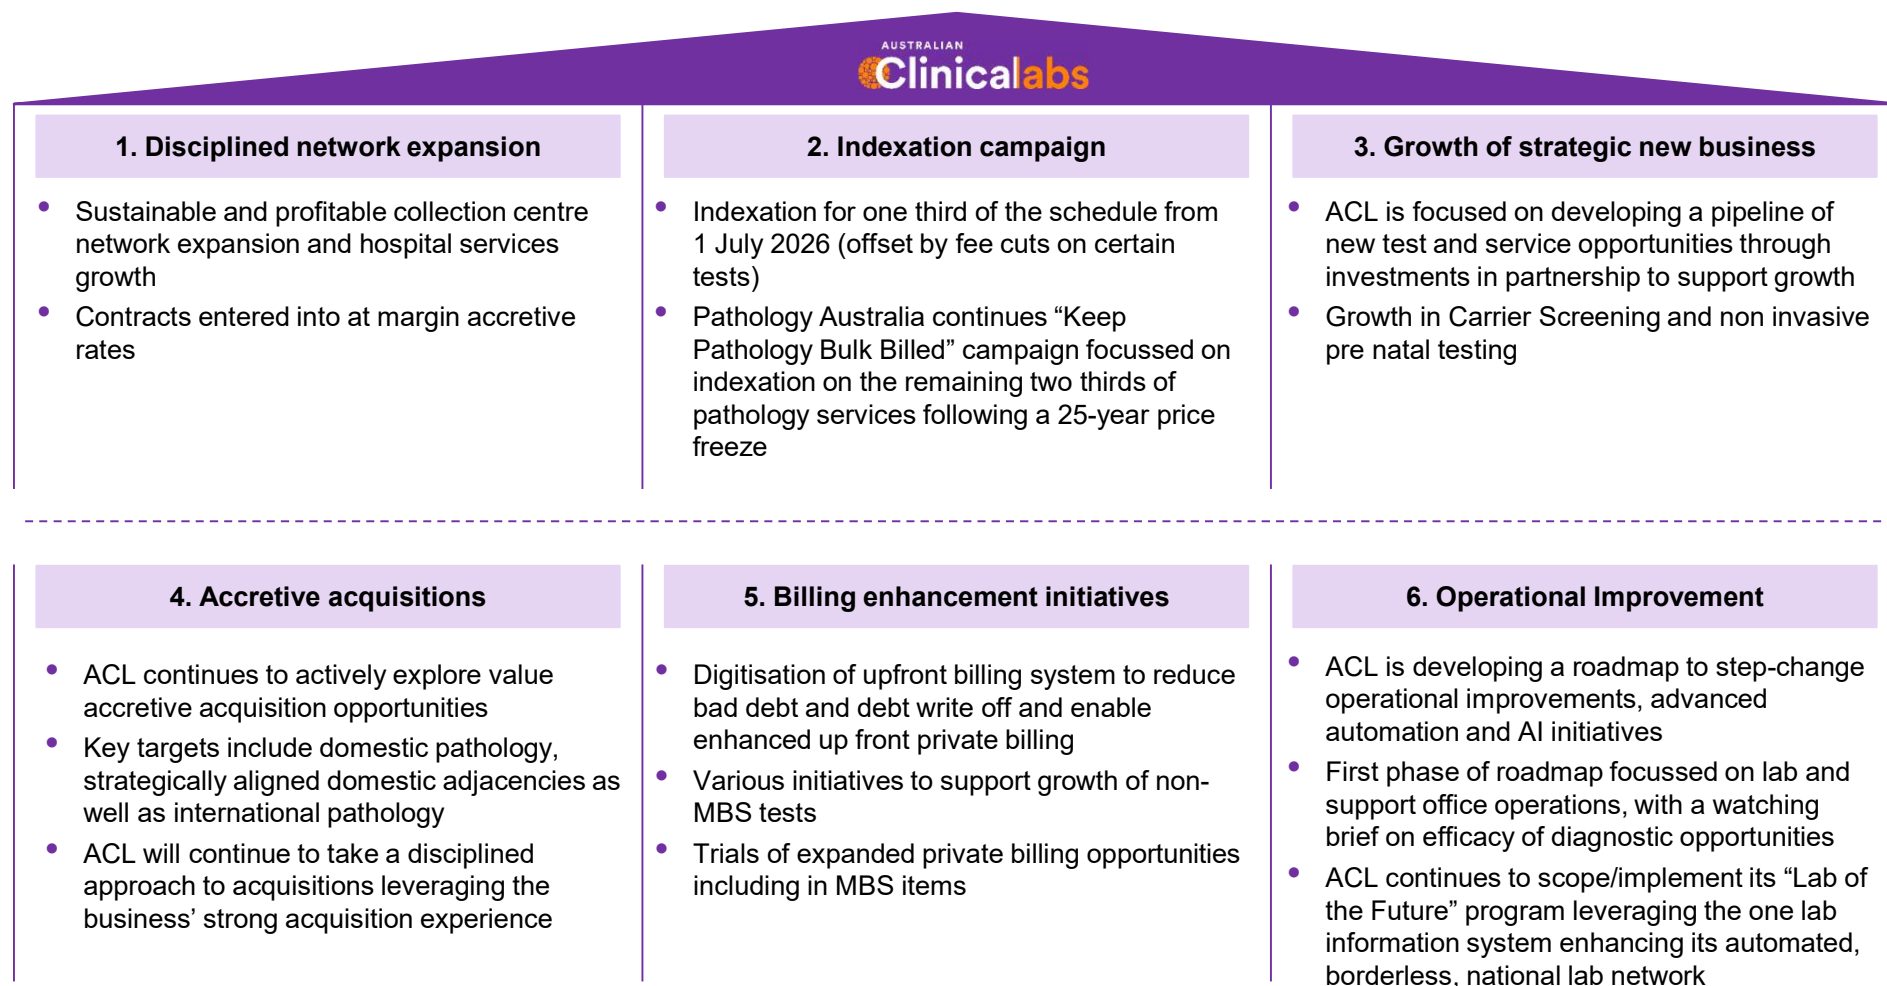 AUSTRALIAN
Clinicalabs
1. Disciplined network expansion
• Sustainable and profitable collection centre
network expansion and hospital services
growth
• Contracts entered into at margin accretive
rates
2. Indexation campaign
• Indexation for one third of the schedule from
1 July 2026 (offset by fee cuts on certain
tests)
• Pathology Australia continues “Keep
Pathology Bulk Billed” campaign focussed on
indexation on the remaining two thirds of
pathology services following a 25-year price
freeze
3. Growth of strategic new business
• ACL is focused on developing a pipeline of
new test and service opportunities through
investments in partnership to support growth
• Growth in Carrier Screening and non invasive
pre natal testing
4. Accretive acquisitions
• ACL continues to actively explore value
accretive acquisition opportunities
• Key targets include domestic pathology,
strategically aligned domestic adjacencies as
well as international pathology
• ACL will continue to take a disciplined
approach to acquisitions leveraging the
business’ strong acquisition experience
5. Billing enhancement initiatives
• Digitisation of upfront billing system to reduce
bad debt and debt write off and enable
enhanced up front private billing
• Various initiatives to support growth of non-
MBS tests
• Trials of expanded private billing opportunities
including in MBS items
6. Operational Improvement
• ACL is developing a roadmap to step-change
operational improvements, advanced
automation and AI initiatives
• First phase of roadmap focussed on lab and
support office operations, with a watching
brief on efficacy of diagnostic opportunities
• ACL continues to scope/implement its “Lab of
the Future” program leveraging the one lab
information system enhancing its automated,
borderless, national lab network